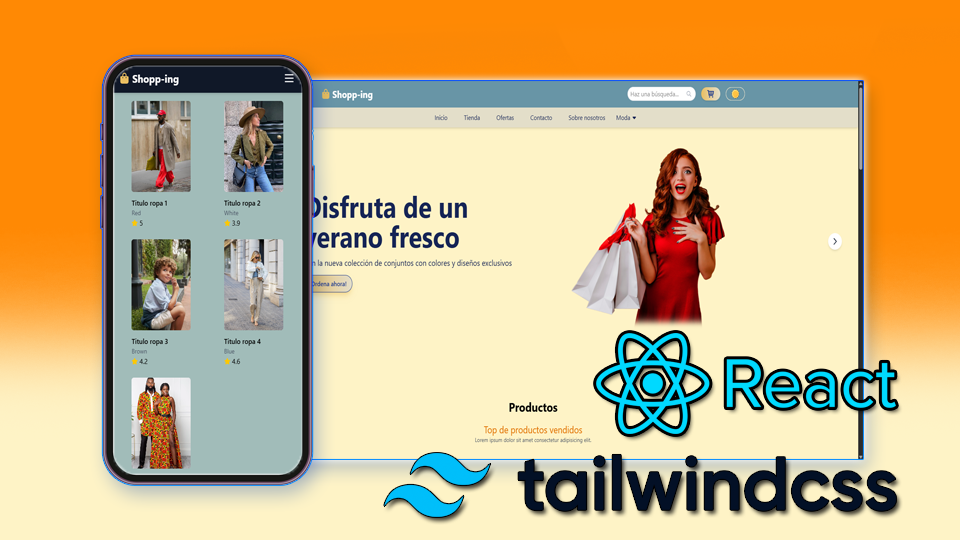 Shopp-ing
Titulo ropa 1
Red
5
Titulo ropa 2
White
3.9
Titulo ropa 3
Brown
4.2
Titulo ropa 4
Blue
4.6
Shopp-ing
Haz una búsqueda...
Inicio Tienda Ofertas Contacto Sobre nosotros Moda
Disfruta de un
verano fresco
n la nueva colección de conjuntos con colores y diseños exclusivos
Ordena ahora!
Productos
Top de productos vendidos
Lorem ipsum dolor sit amet consectetur adipisicing elit.
React
tailwindcss